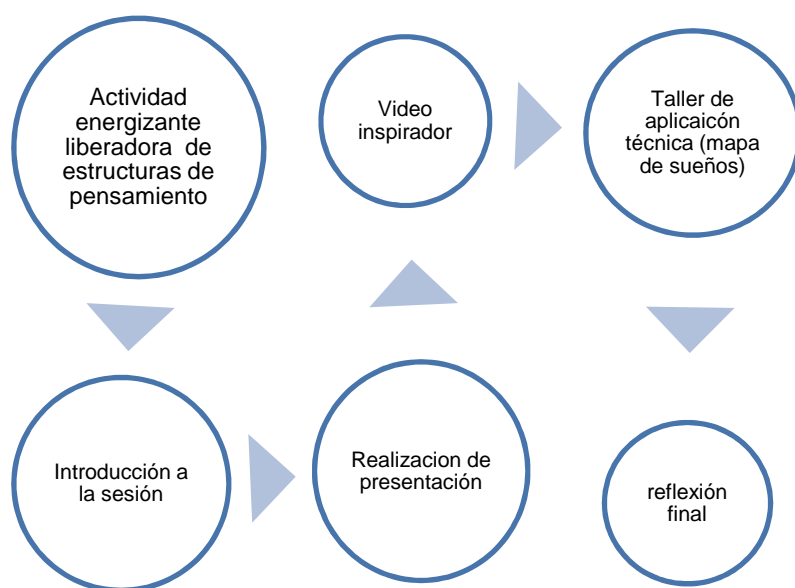 Actividad
energizante
liberadora de
estructuras de
pensamiento
Introducción a
la sesión
Realizacion de
presentación
Video
inspirador
Taller de
aplicaicón
técnica (mapa
de sueños)
reflexión
final